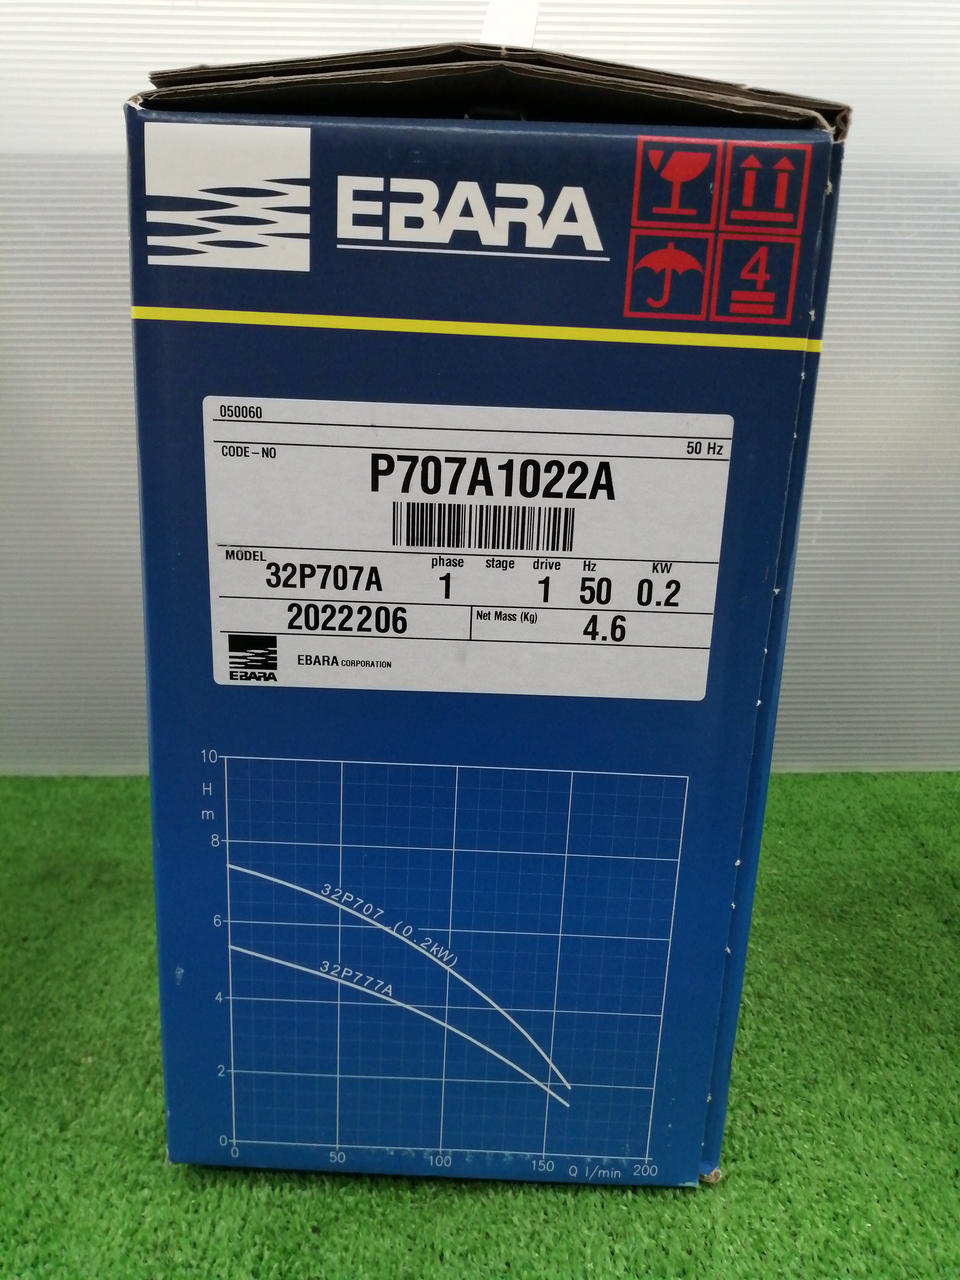 EBARA
4
050060
50 Hz
CODE-NO
P707A1022A
MODEL phase stage drive Hz KW
32P707A 1 1 50 0.2
2022206 Net Mass (Kg) 4.6
EBARA
EBARA CORPORATION
10
H
m
8
6
4
2
0
32P707 (0.2kW)
32P777A
0 50 100 150 Q l/min 200